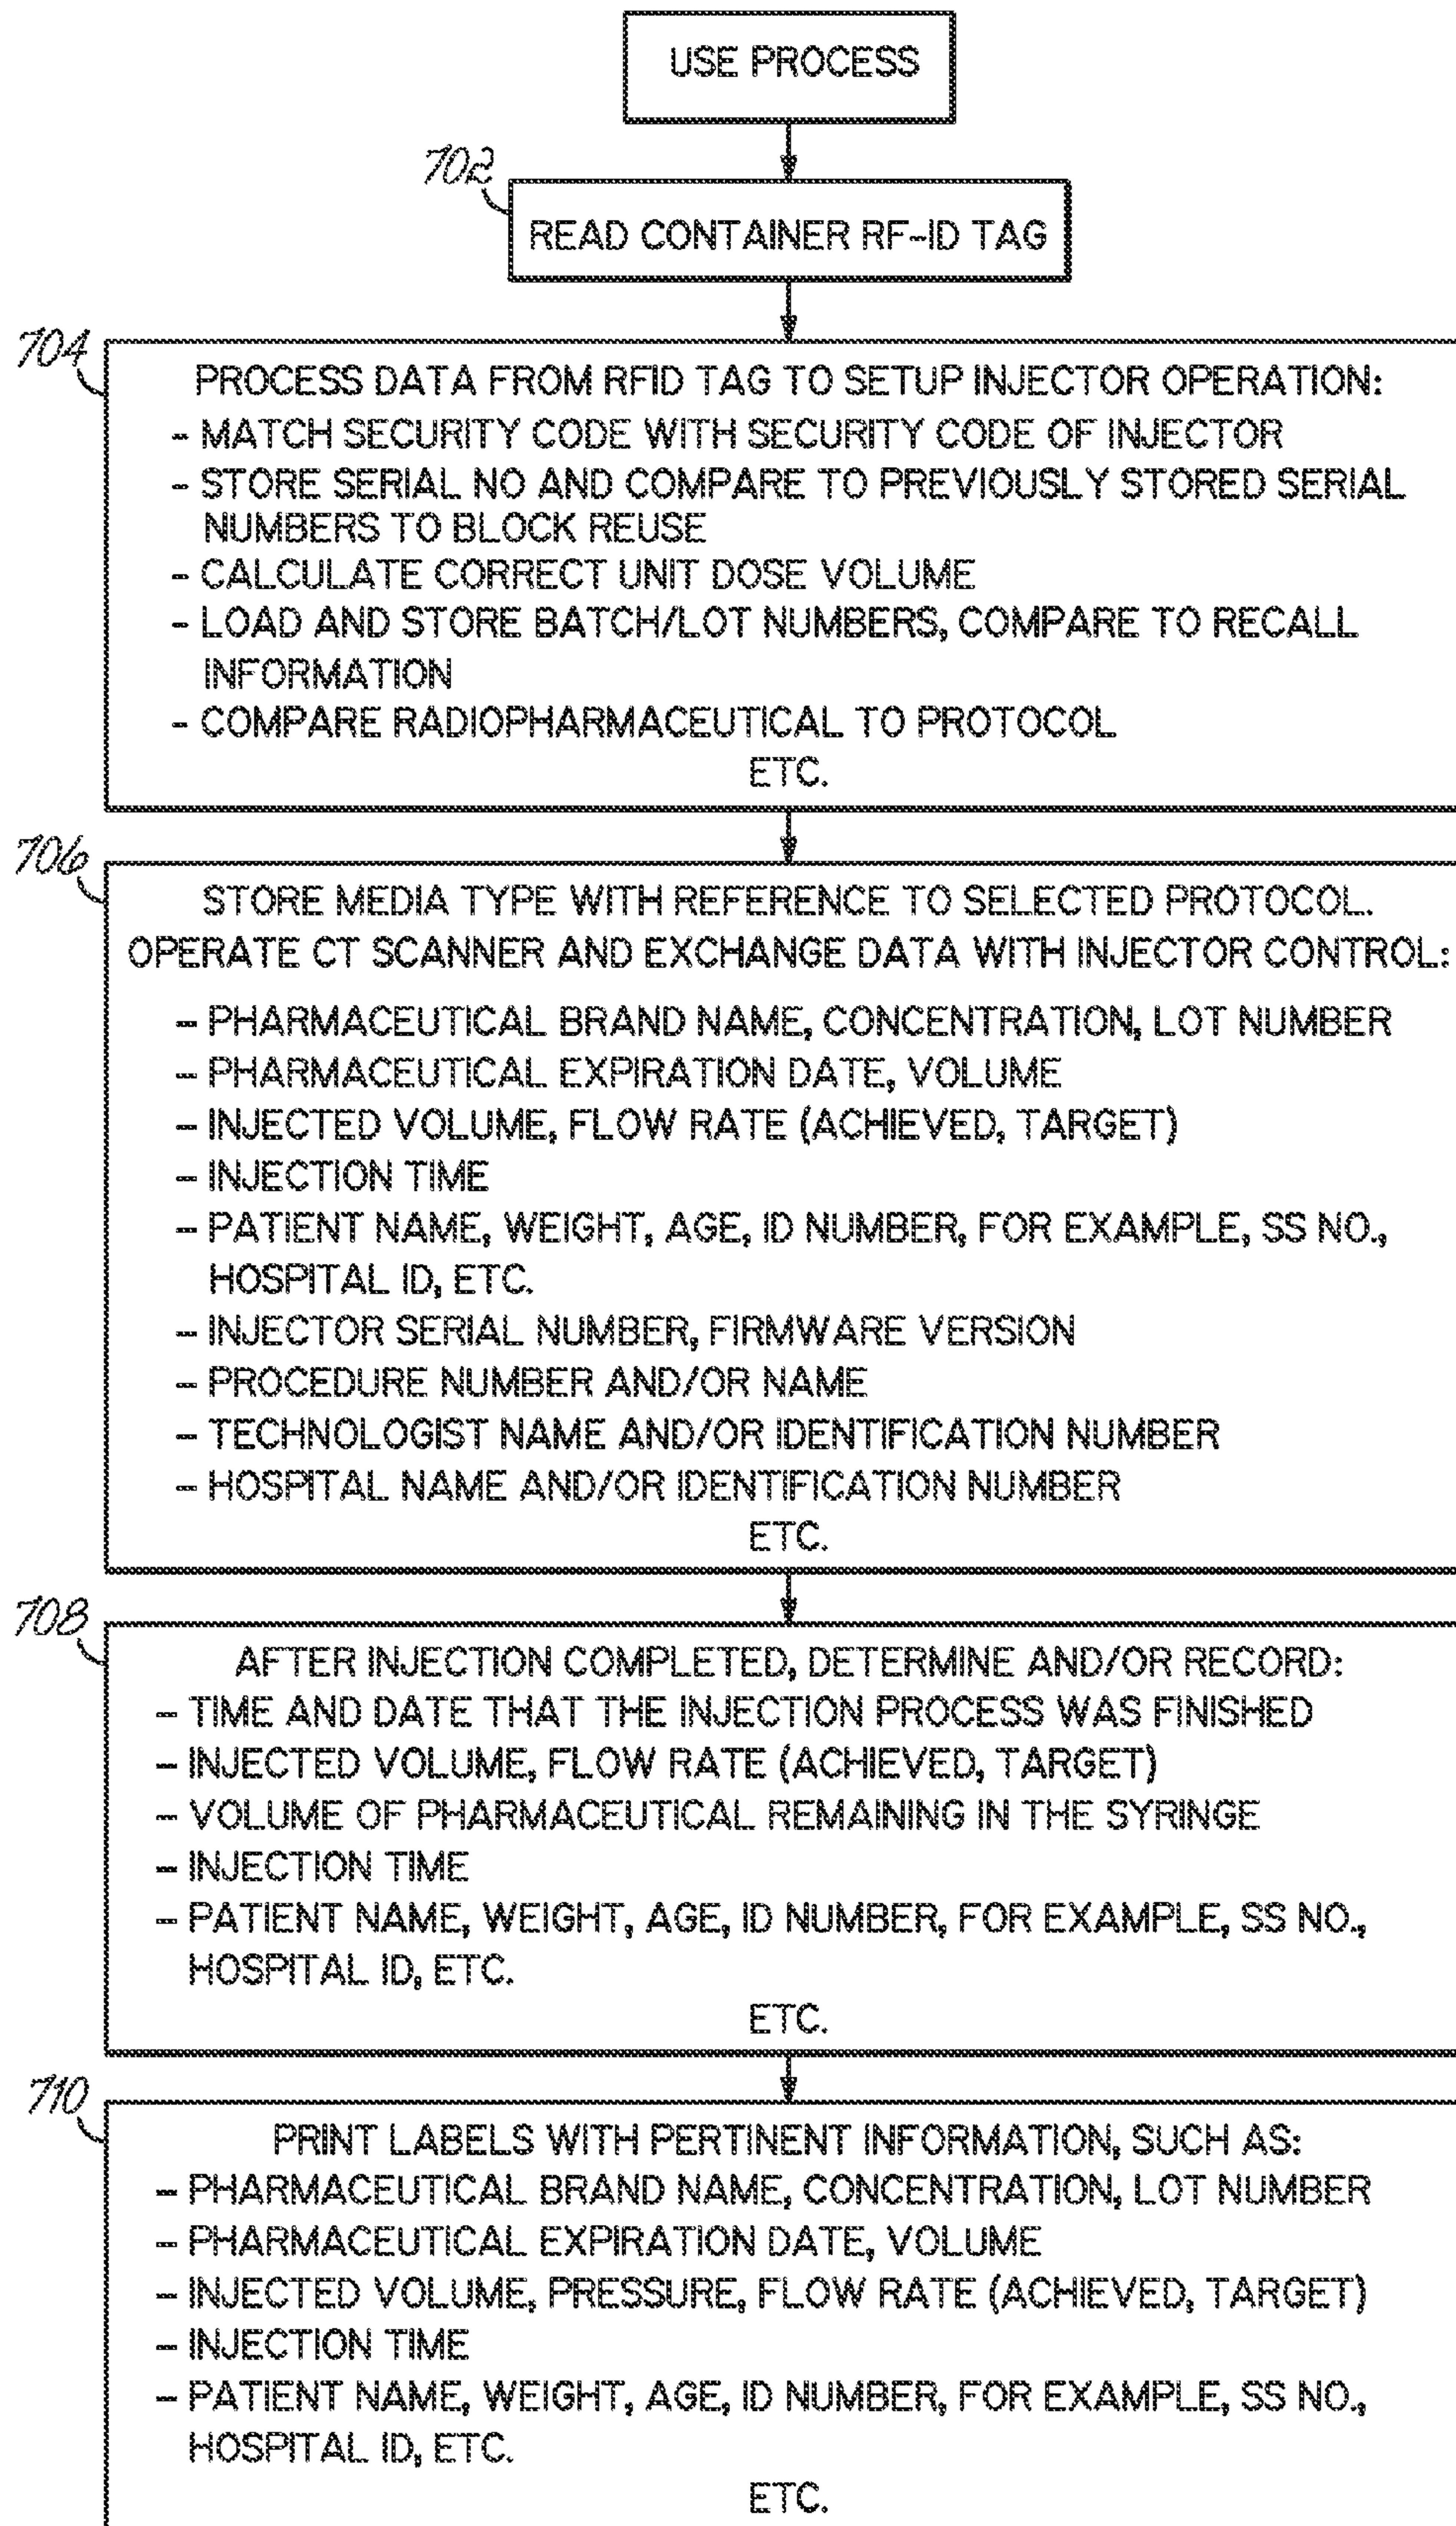 USE PROCESS
702
READ CONTAINER RF-ID TAG
704
PROCESS DATA FROM RFID TAG TO SETUP INJECTOR OPERATION:
- MATCH SECURITY CODE WITH SECURITY CODE OF INJECTOR
- STORE SERIAL NO AND COMPARE TO PREVIOUSLY STORED SERIAL
NUMBERS TO BLOCK REUSE
- CALCULATE CORRECT UNIT DOSE VOLUME
- LOAD AND STORE BATCH/LOT NUMBERS, COMPARE TO RECALL
INFORMATION
- COMPARE RADIOPHARMACEUTICAL TO PROTOCOL
ETC.
706
STORE MEDIA TYPE WITH REFERENCE TO SELECTED PROTOCOL.
OPERATE CT SCANNER AND EXCHANGE DATA WITH INJECTOR CONTROL:
- PHARMACEUTICAL BRAND NAME, CONCENTRATION, LOT NUMBER
- PHARMACEUTICAL EXPIRATION DATE, VOLUME
- INJECTED VOLUME, FLOW RATE (ACHIEVED, TARGET)
- INJECTION TIME
- PATIENT NAME, WEIGHT, AGE, ID NUMBER, FOR EXAMPLE, SS NO.,
HOSPITAL ID, ETC.
- INJECTOR SERIAL NUMBER, FIRMWARE VERSION
- PROCEDURE NUMBER AND/OR NAME
- TECHNOLOGIST NAME AND/OR IDENTIFICATION NUMBER
- HOSPITAL NAME AND/OR IDENTIFICATION NUMBER
ETC.
708
AFTER INJECTION COMPLETED, DETERMINE AND/OR RECORD:
- TIME AND DATE THAT THE INJECTION PROCESS WAS FINISHED
- INJECTED VOLUME, FLOW RATE (ACHIEVED, TARGET)
- VOLUME OF PHARMACEUTICAL REMAINING IN THE SYRINGE
- INJECTION TIME
- PATIENT NAME, WEIGHT, AGE, ID NUMBER, FOR EXAMPLE, SS NO.,
HOSPITAL ID, ETC.
ETC.
710
PRINT LABELS WITH PERTINENT INFORMATION, SUCH AS:
- PHARMACEUTICAL BRAND NAME, CONCENTRATION, LOT NUMBER
- PHARMACEUTICAL EXPIRATION DATE, VOLUME
- INJECTED VOLUME, PRESSURE, FLOW RATE (ACHIEVED, TARGET)
- INJECTION TIME
- PATIENT NAME, WEIGHT, AGE, ID NUMBER, FOR EXAMPLE, SS NO.,
HOSPITAL ID, ETC.
ETC.